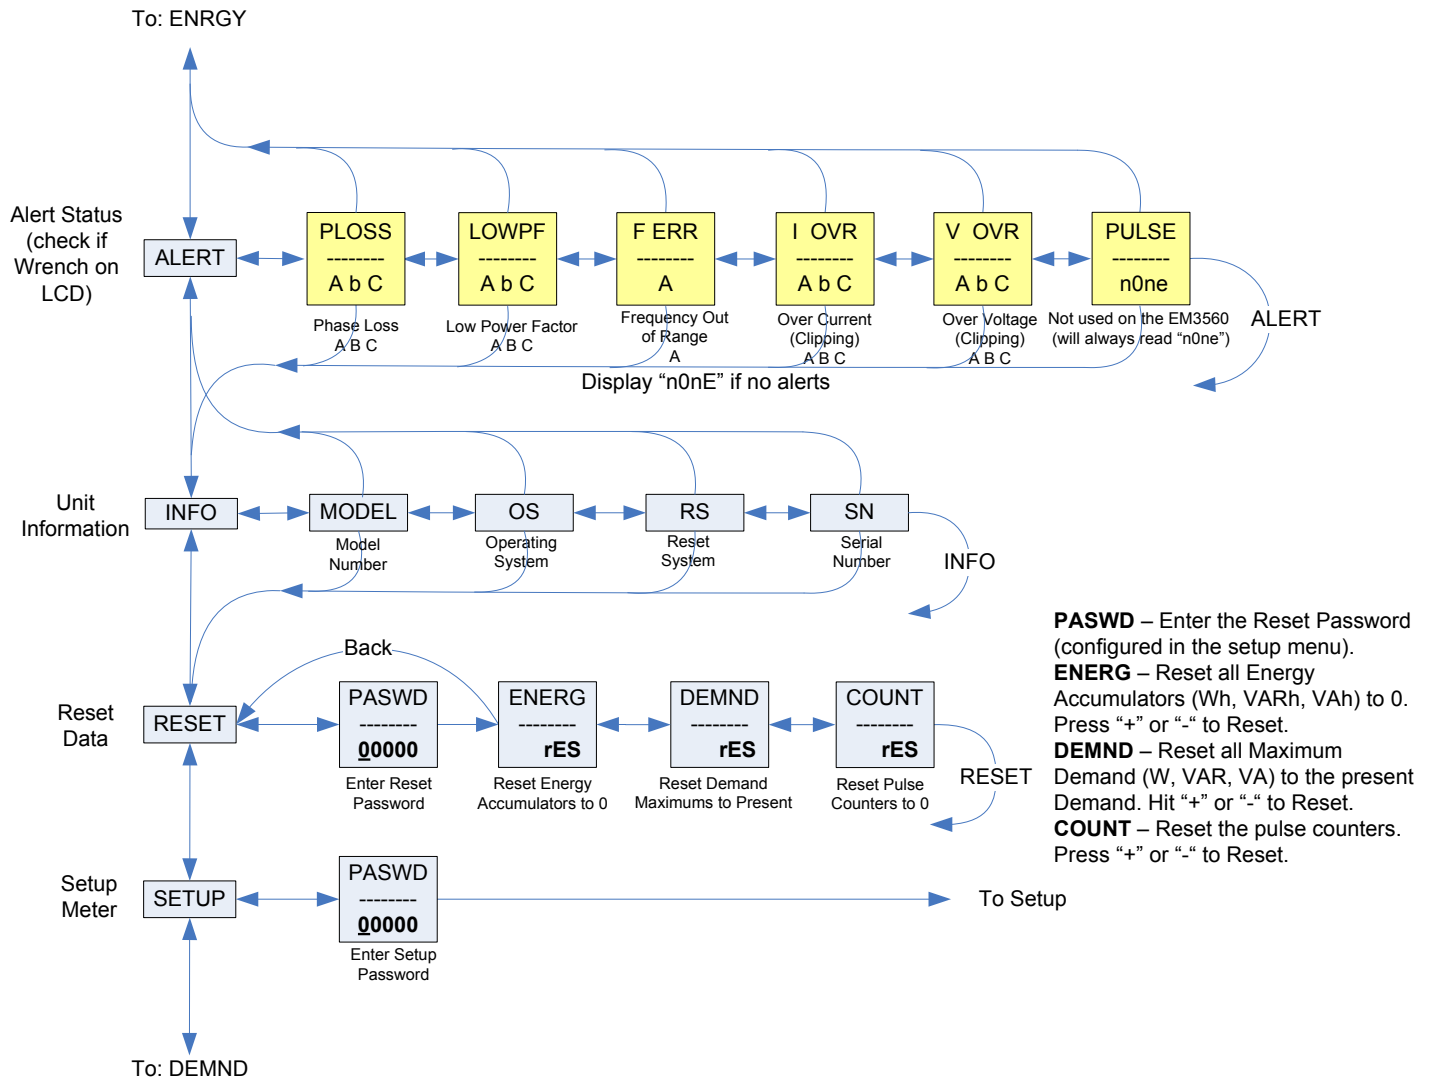 To: ENRGY
Alert Status
(check if
Wrench on
LCD)
ALERT
PLOSS
--------
A b C
LOWPF
--------
A b C
F ERR
--------
A
I OVR
--------
A b C
V OVR
--------
A b C
PULSE
--------
n0ne
ALERT
Phase Loss
A B C
Low Power Factor
A B C
Frequency Out
of Range
A
Over Current
(Clipping)
A B C
Over Voltage
(Clipping)
A B C
Not used on the EM3560
(will always read “n0ne”)
Display “n0nE” if no alerts
Unit
Information
INFO
MODEL
OS
RS
SN
Model
Number
Operating
System
Reset
System
Serial
Number
INFO
Back
Reset
Data
RESET
PASWD
--------
00000
ENERG
--------
rES
DEMND
--------
rES
COUNT
--------
rES
RESET
Enter Reset
Password
Reset Energy
Accumulators to 0
Reset Demand
Maximums to Present
Reset Pulse
Counters to 0
PASWD – Enter the Reset Password
(configured in the setup menu).
ENERG – Reset all Energy
Accumulators (Wh, VARh, VAh) to 0.
Press “+” or “-“ to Reset.
DEMND – Reset all Maximum
Demand (W, VAR, VA) to the present
Demand. Hit “+” or “-“ to Reset.
COUNT – Reset the pulse counters.
Press “+” or “-“ to Reset.
Setup
Meter
SETUP
PASWD
--------
00000
To Setup
Enter Setup
Password
To: DEMND